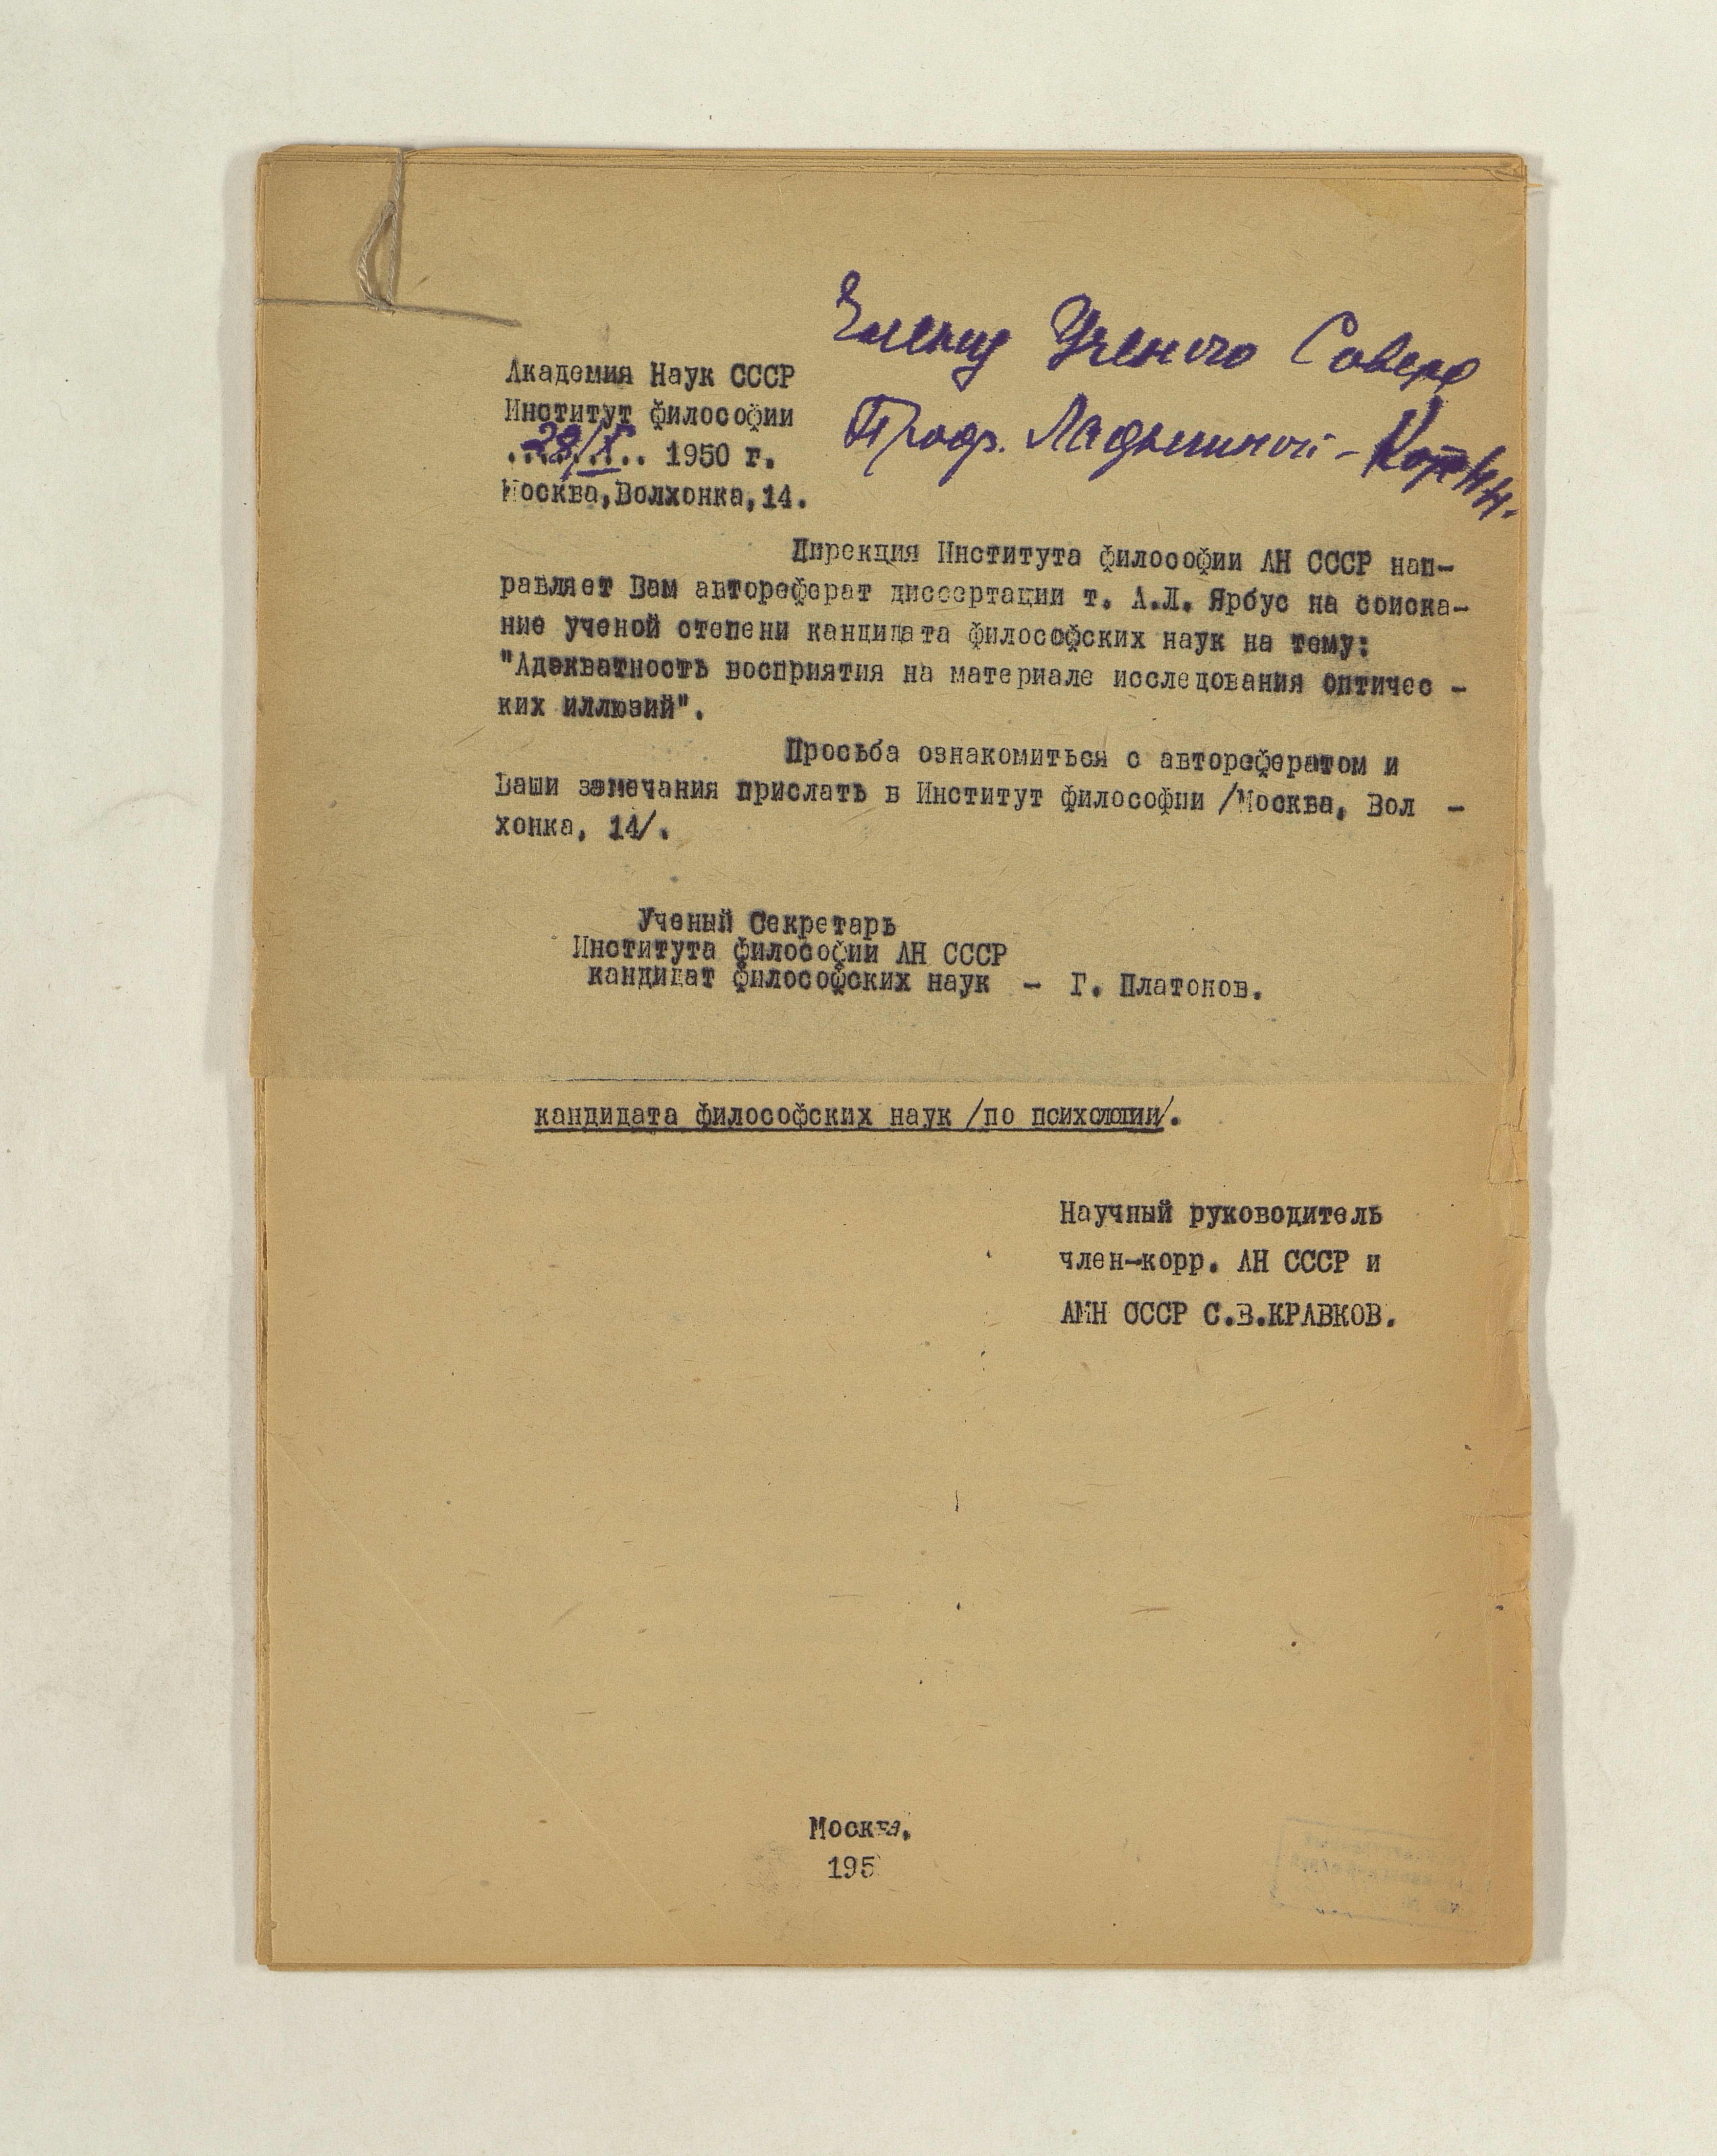 Члену Ученого Совета
Проф. Ладыгиной-Котс Н.Н.
Академия Наук СССР
Институт философии
28/X 1950 г.
Москва, Волхонка, 14.
Дирекция Института философии АН СССР нап-
равляет Вам автореферат диссертации т. А.Л. Ярбус на соиска-
ние ученой степени кандидата философских наук на тему:
"Адекватность восприятия на материале исследования оптичес -
ких иллюзий".
Просьба ознакомиться с авторефератом и
Ваши замечания прислать в Институт философии /Москва, Вол -
хонка, 14/.
Ученый Секретарь
Института философии АН СССР
кандидат философских наук - Г. Платонов.
кандидата философских наук /по психологии/.
Научный руководитель
член-корр. АН СССР и
АМН СССР С.В.КРАВКОВ.
Москва.
195